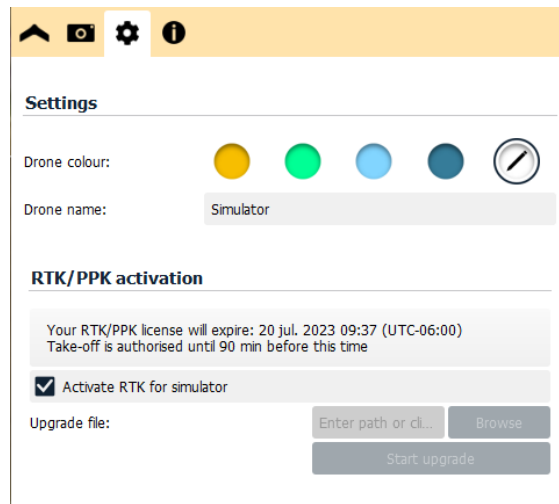 Settings
Drone colour:
Drone name: Simulator
RTK/PPK activation
Your RTK/PPK license will expire: 20 jul. 2023 09:37 (UTC-06:00)
Take-off is authorised until 90 min before this time
Activate RTK for simulator
Upgrade file: Enter path or cli... Browse
Start upgrade